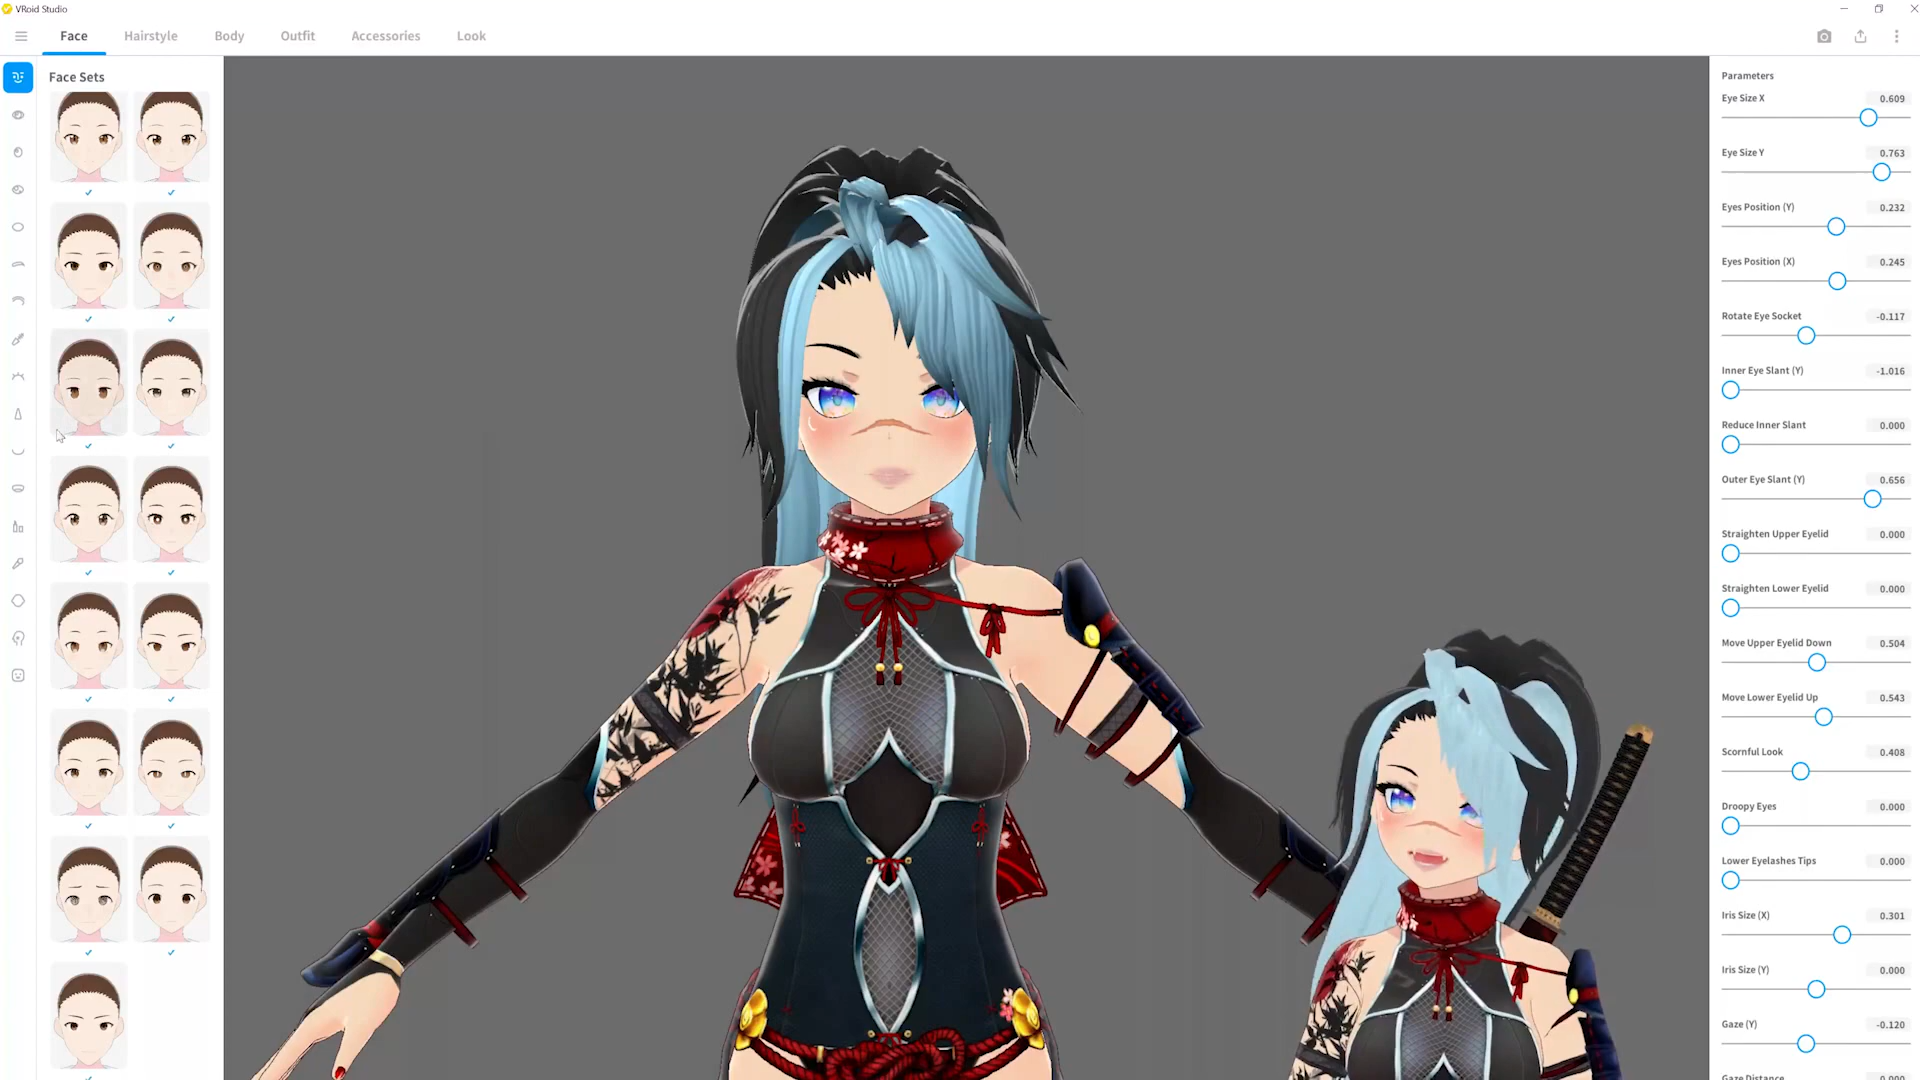 VRoid Studio
Face
Hairstyle
Body
Outfit
Accessories
Look
Face Sets
Parameters
Eye Size X
0.609
Eye Size Y
0.763
Eyes Position (Y)
0.232
Eyes Position (X)
0.245
Rotate Eye Socket
-0.117
Inner Eye Slant (Y)
-1.016
Reduce Inner Slant
0.000
Outer Eye Slant (Y)
0.656
Straighten Upper Eyelid
0.000
Straighten Lower Eyelid
0.000
Move Upper Eyelid Down
0.504
Move Lower Eyelid Up
0.543
Scornful Look
0.408
Droopy Eyes
0.000
Lower Eyelashes Tips
0.000
Iris Size (X)
0.301
Iris Size (Y)
0.000
Gaze (Y)
-0.120
Gaze Distance
0.000